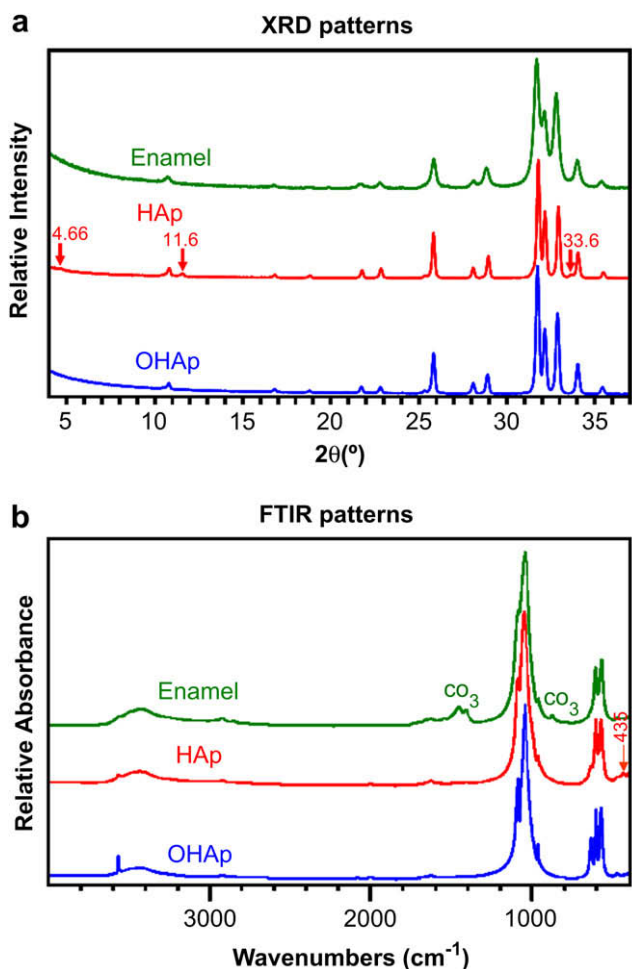 a
XRD patterns
Relative Intensity
Enamel
HAp
4.66
11.6
33.6
OHAp
5 10 15 20 25 30 35
2θ(º)
b
FTIR patterns
Relative Absorbance
Enamel
co3
co3
HAp
435
OHAp
3000 2000 1000
Wavenumbers (cm-1)